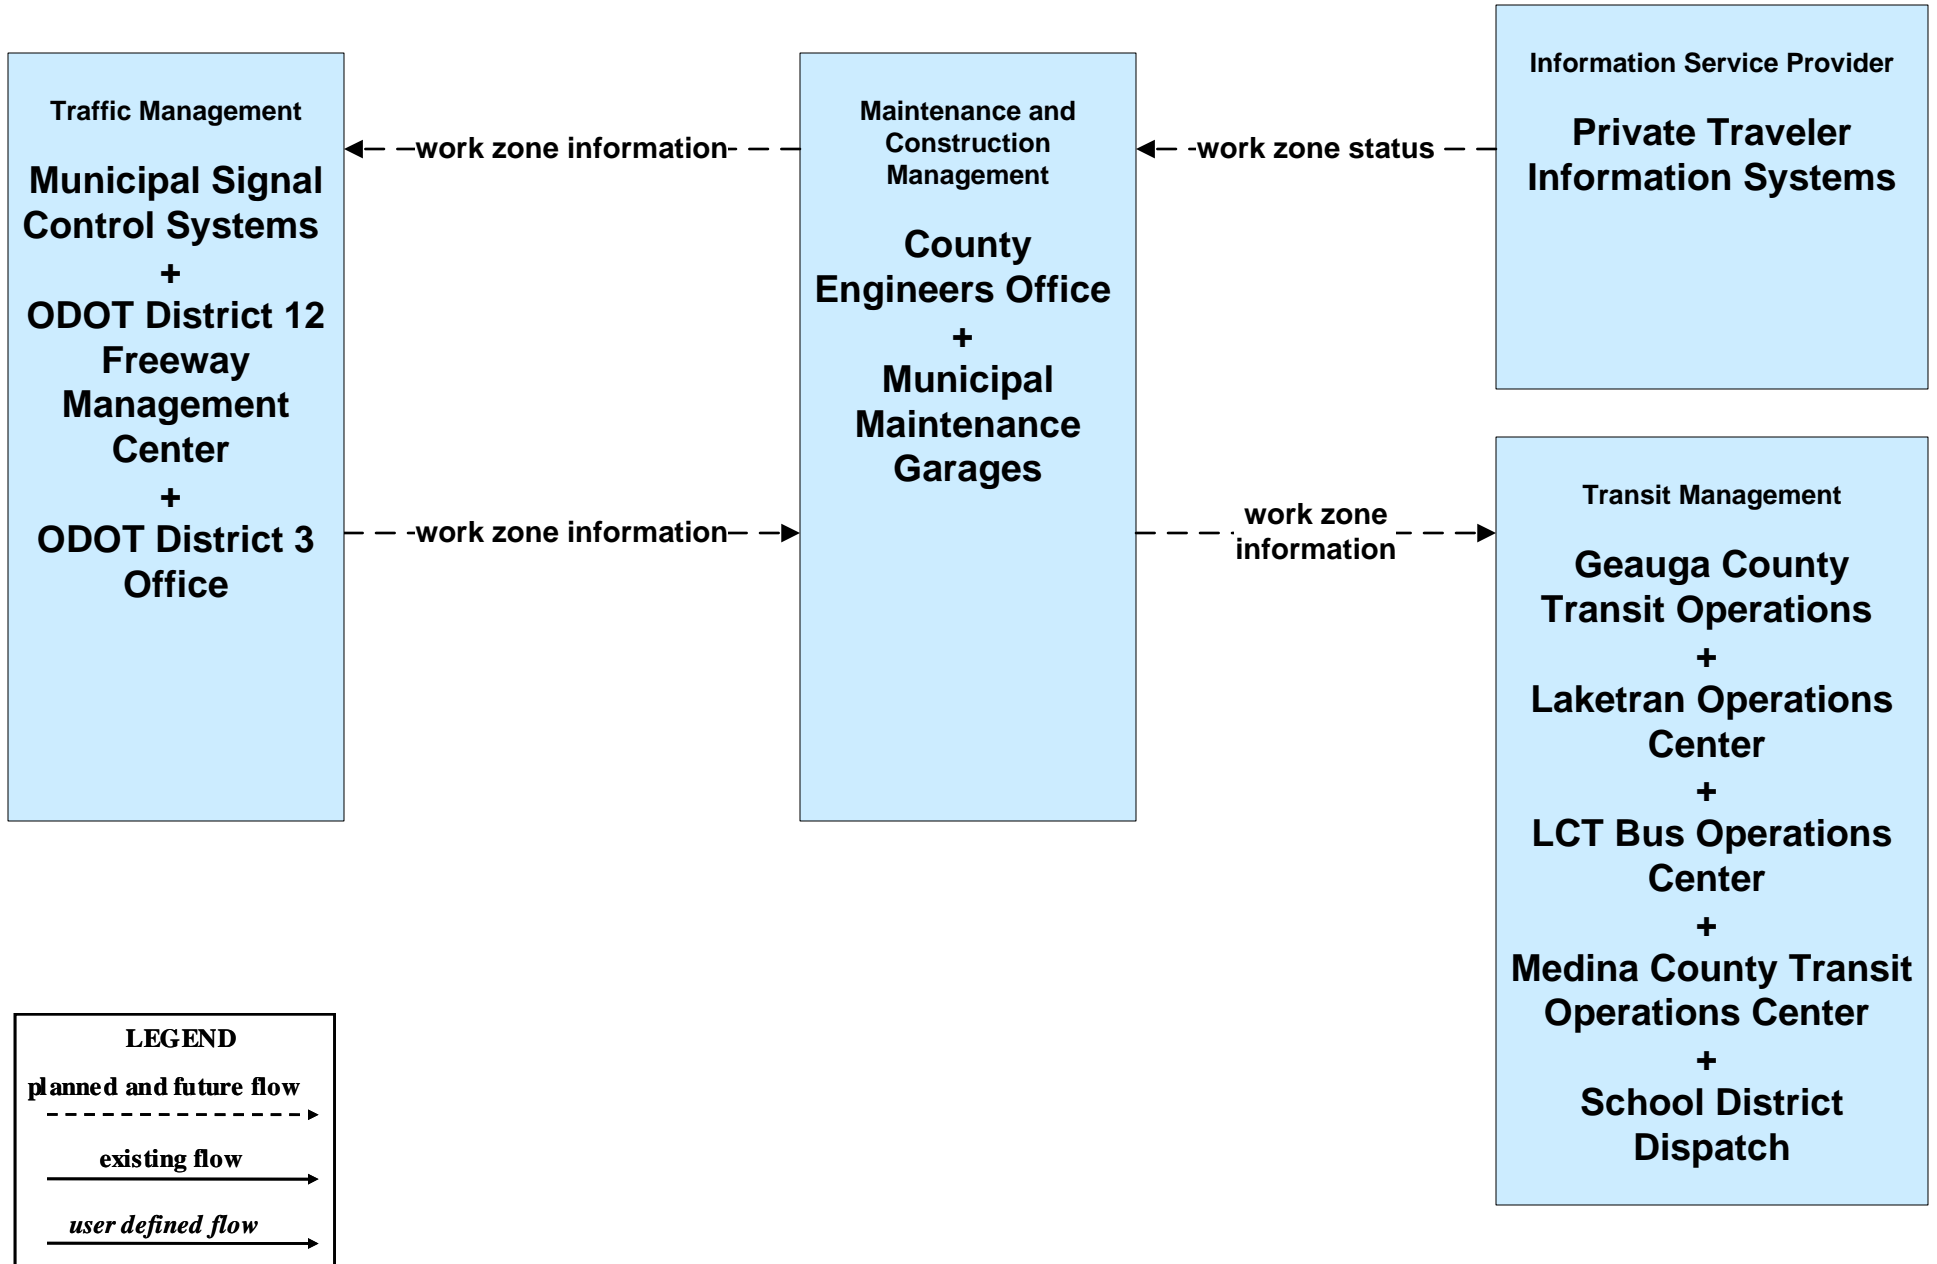 Traffic Management
Municipal Signal
Control Systems
+
ODOT District 12
Freeway
Management
Center
+
ODOT District 3
Office
work zone information
work zone information
Maintenance and
Construction
Management
County
Engineers Office
+
Municipal
Maintenance
Garages
work zone status
work zone
information
Information Service Provider
Private Traveler
Information Systems
Transit Management
Geauga County
Transit Operations
+
Laketran Operations
Center
+
LCT Bus Operations
Center
+
Medina County Transit
Operations Center
+
School District
Dispatch
LEGEND
planned and future flow
existing flow
user defined flow